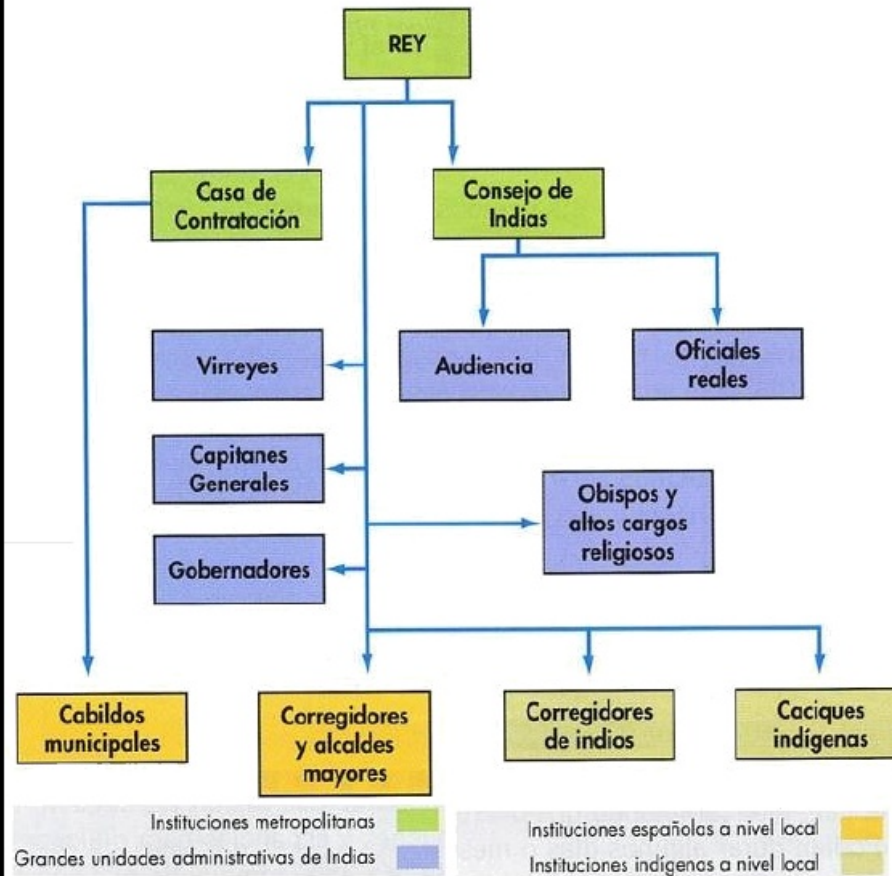 REY
Casa de
Contratación
Consejo de
Indias
Virreyes
Audiencia
Oficiales
reales
Capitanes
Generales
Obispos y
altos cargos
religiosos
Gobernadores
Cabildos
municipales
Corregidores
y alcaldes
mayores
Corregidores
de indios
Caciques
indígenas
Instituciones metropolitanas
Grandes unidades administrativas de Indias
Instituciones españolas a nivel local
Instituciones indígenas a nivel local